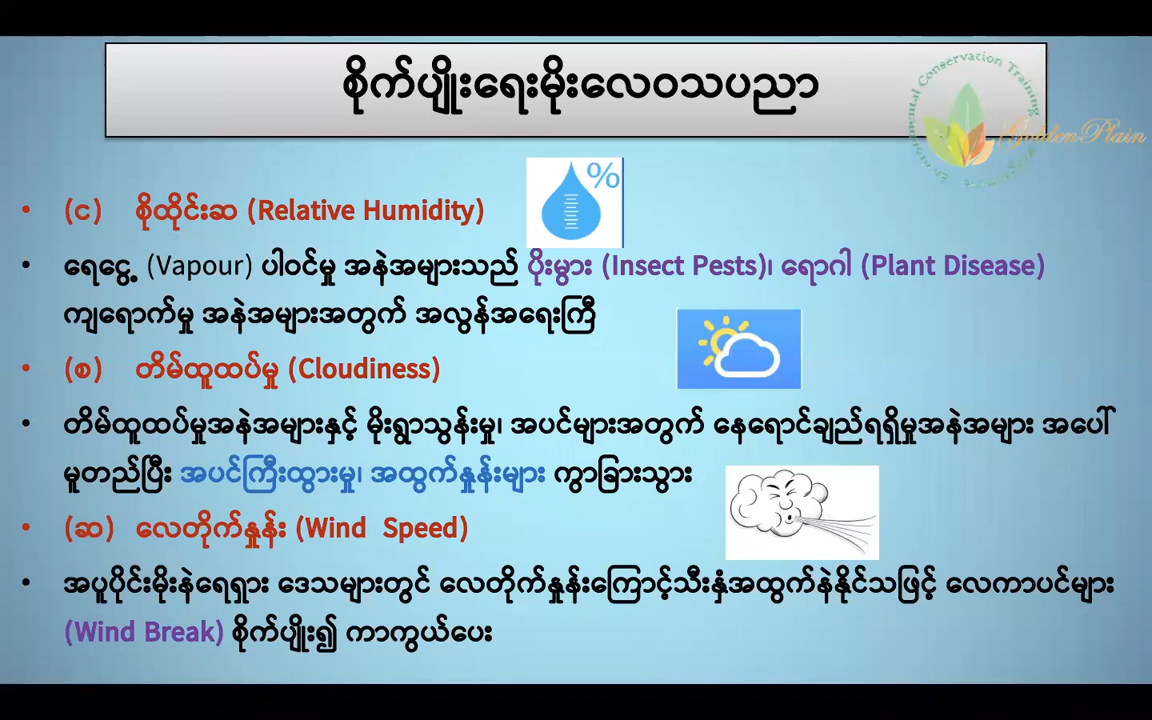 စိုက်ပျိုးရေးမိုးလေဝသပညာ
Environmental Conservation Training
Golden Plain
%
• (င) စိုထိုင်းဆ (Relative Humidity)
• ရေငွေ့ (Vapour) ပါဝင်မှု အနဲအများသည် ပိုးမွှား (Insect Pests)၊ ရောဂါ (Plant Disease)
ကျရောက်မှု အနဲအများအတွက် အလွန်အရေးကြီ
• (စ) တိမ်ထူထပ်မှု (Cloudiness)
• တိမ်ထူထပ်မှုအနဲအများနှင့် မိုးရွာသွန်းမှု၊ အပင်များအတွက် နေရောင်ချည်ရရှိမှုအနဲအများ အပေါ်
မူတည်ပြီး အပင်ကြီးထွားမှု၊ အထွက်နှုန်းများ ကွာခြားသွား
• (ဆ) လေတိုက်နှုန်း (Wind Speed)
• အပူပိုင်းမိုးနဲရေရှား ဒေသများတွင် လေတိုက်နှုန်းကြောင့်သီးနှံအထွက်နဲနိုင်သဖြင့် လေကာပင်များ
(Wind Break) စိုက်ပျိုး၍ ကာကွယ်ပေး